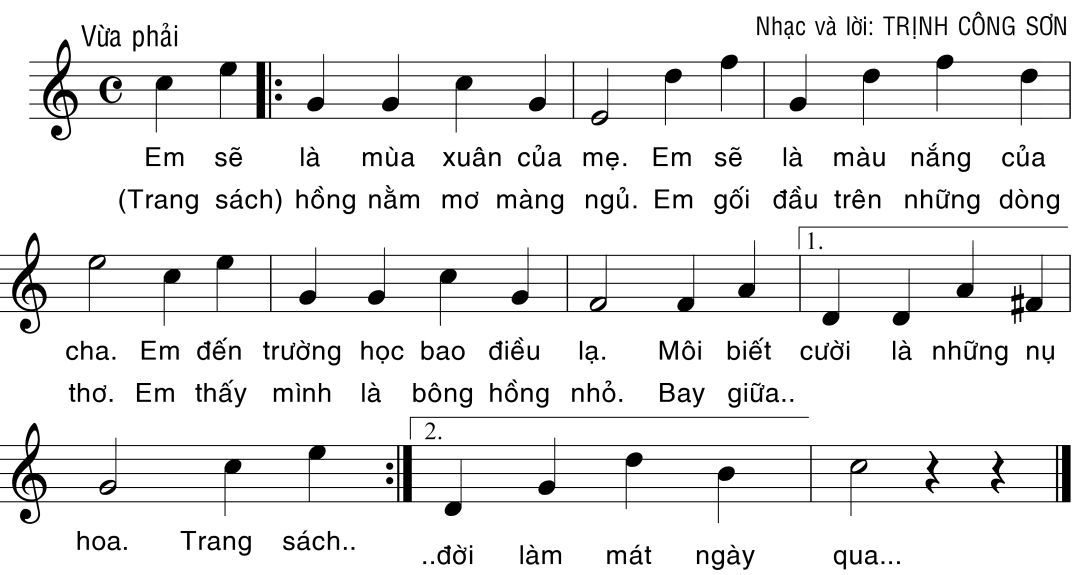 Vừa phải
Nhạc và lời: TRỊNH CÔNG SƠN
Em sẽ là mùa xuân của mẹ. Em sẽ là màu nắng của
(Trang sách) hồng nằm mơ màng ngủ. Em gối đầu trên những dòng
1.
cha. Em đến trường học bao điều lạ. Môi biết cười là những nụ
thơ. Em thấy mình là bông hồng nhỏ. Bay giữa..
2.
hoa. Trang sách..
..đời làm mát ngày qua...